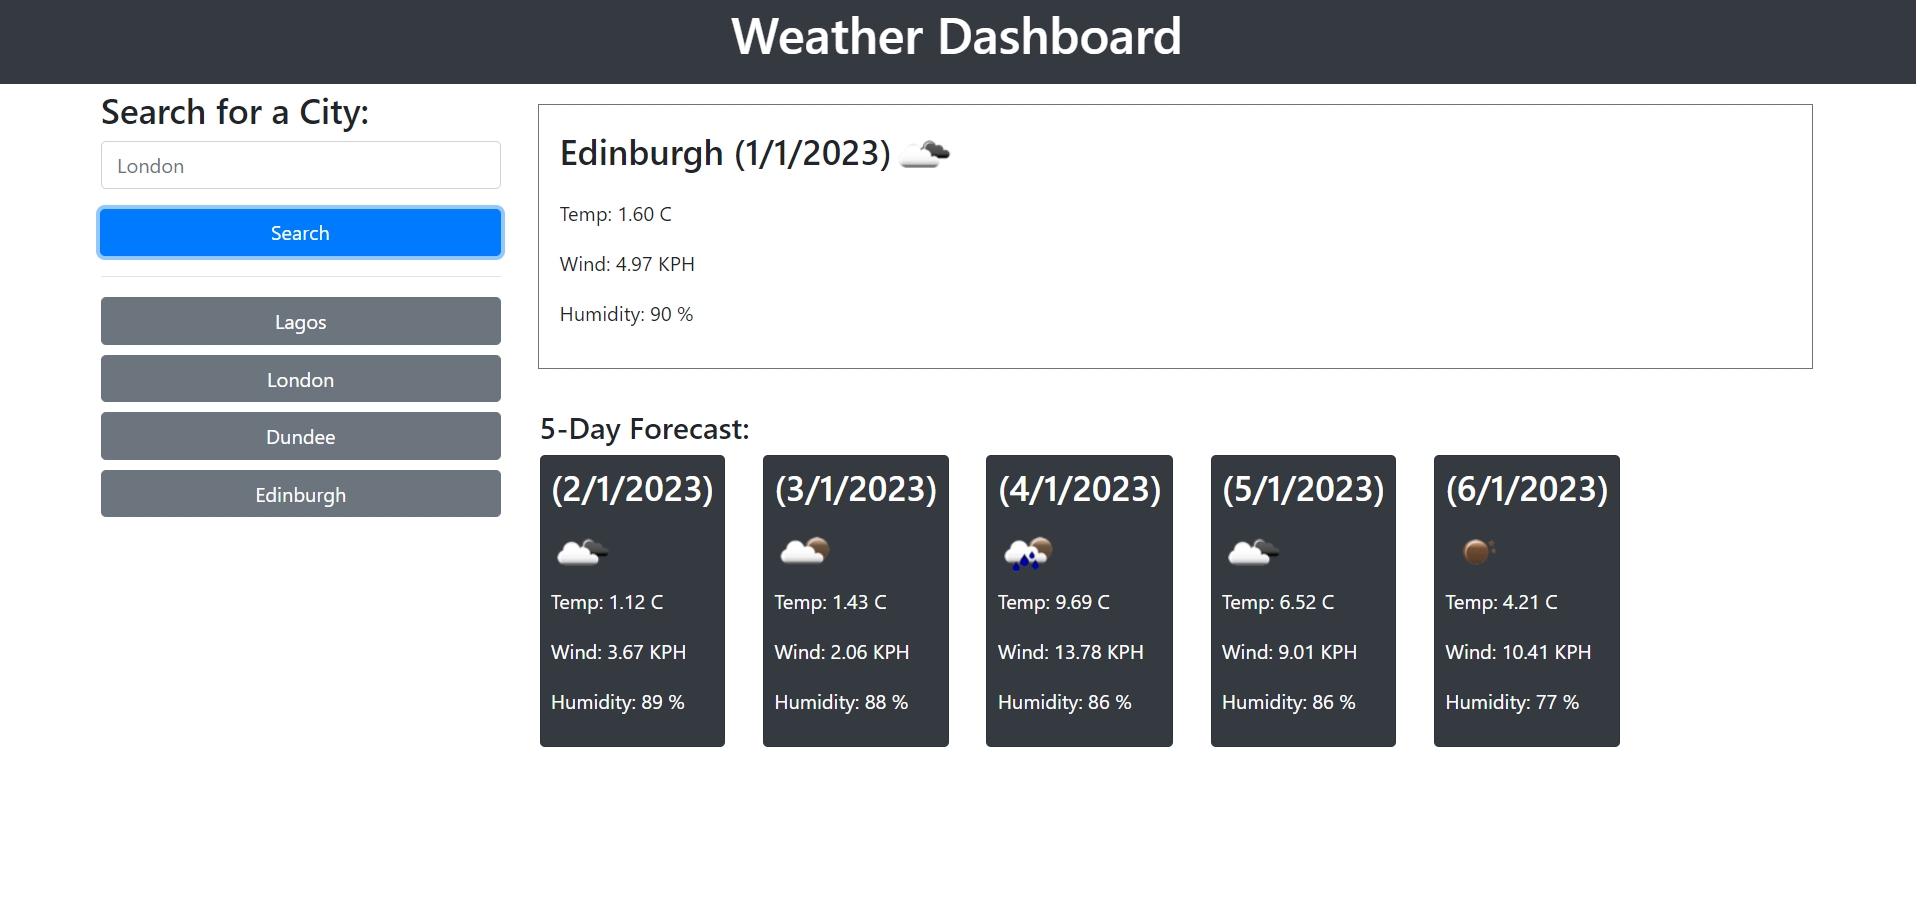 Weather Dashboard
Search for a City:
London
Search
Lagos
London
Dundee
Edinburgh
Edinburgh (1/1/2023)
Temp: 1.60 C
Wind: 4.97 KPH
Humidity: 90 %
5-Day Forecast:
(2/1/2023)
Temp: 1.12 C
Wind: 3.67 KPH
Humidity: 89 %
(3/1/2023)
Temp: 1.43 C
Wind: 2.06 KPH
Humidity: 88 %
(4/1/2023)
Temp: 9.69 C
Wind: 13.78 KPH
Humidity: 86 %
(5/1/2023)
Temp: 6.52 C
Wind: 9.01 KPH
Humidity: 86 %
(6/1/2023)
Temp: 4.21 C
Wind: 10.41 KPH
Humidity: 77 %